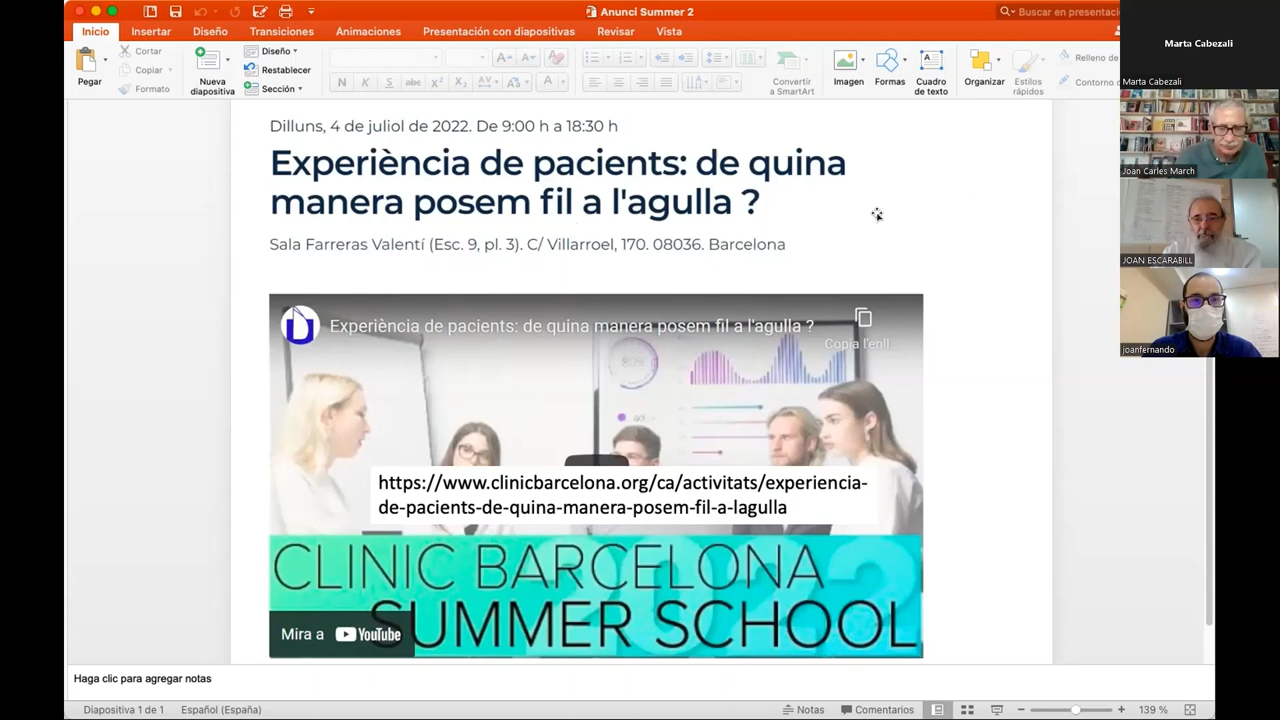 Anunci Summer 2
Buscar en presentació
Inicio
Insertar
Diseño
Transiciones
Animaciones
Presentación con diapositivas
Revisar
Vista
Pegar
Cortar
Copiar
Formato
Nueva
diapositiva
Diseño
Restablecer
Sección
N
K
S
abc
Convertir
a SmartArt
Imagen
Formas
Cuadro
de texto
Organizar
Estilos
rápidos
Relleno de
Contorno
Marta Cabezali
Marta Cabezali
Joan Carles March
JOAN ESCARABILL
joanfernando
Dilluns, 4 de juliol de 2022. De 9:00 h a 18:30 h
Experiència de pacients: de quina
manera posem fil a l'agulla ?
Sala Farreras Valentí (Esc. 9, pl. 3). C/ Villarroel, 170. 08036. Barcelona
Experiència de pacients: de quina manera posem fil a l'agulla ?
Copia l'enll...
80%
https://www.clinicbarcelona.org/ca/activitats/experiencia-
de-pacients-de-quina-manera-posem-fil-a-lagulla
CLINIC BARCELONA
SUMMER SCHOOL
2022
Mira a YouTube
Haga clic para agregar notas
Diapositiva 1 de 1
Español (España)
Notas
Comentarios
139 %